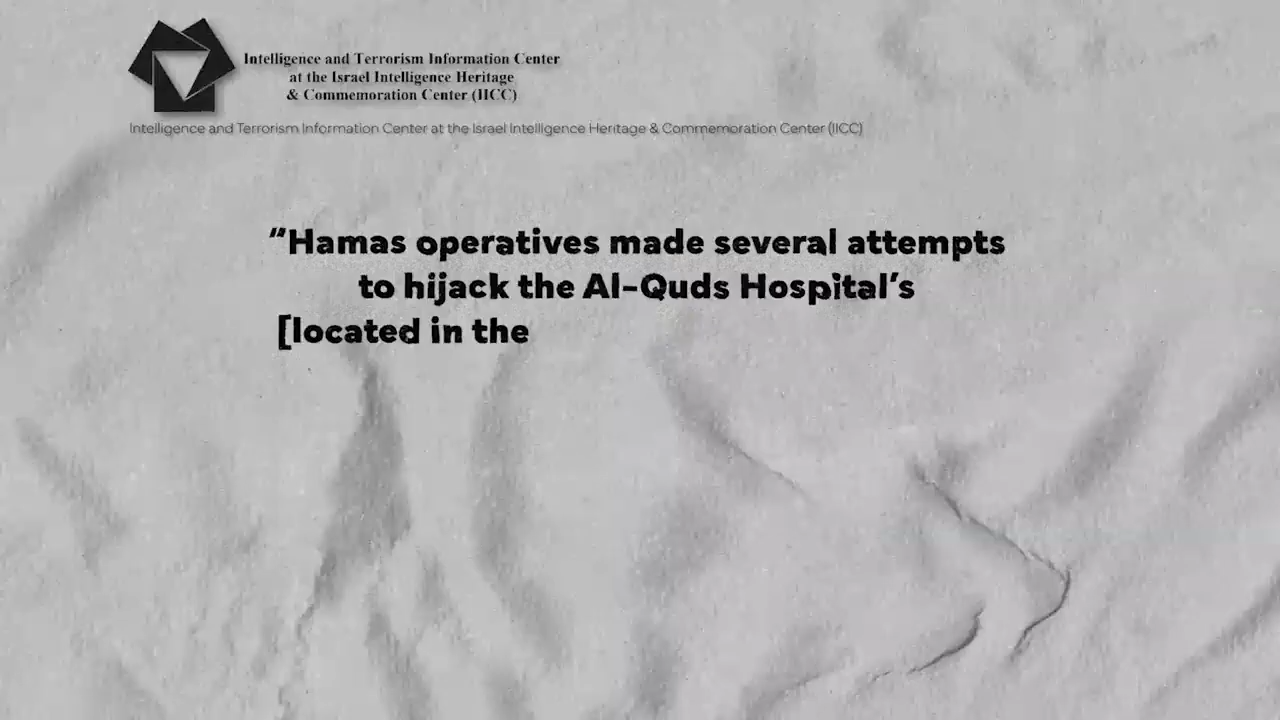 Intelligence and Terrorism Information Center
at the Israel Intelligence Heritage
& Commemoration Center (IICC)
Intelligence and Terrorism Information Center at the Israel Intelligence Heritage & Commemoration Center (IICC)
“Hamas operatives made several attempts
to hijack the Al-Quds Hospital’s
[located in the